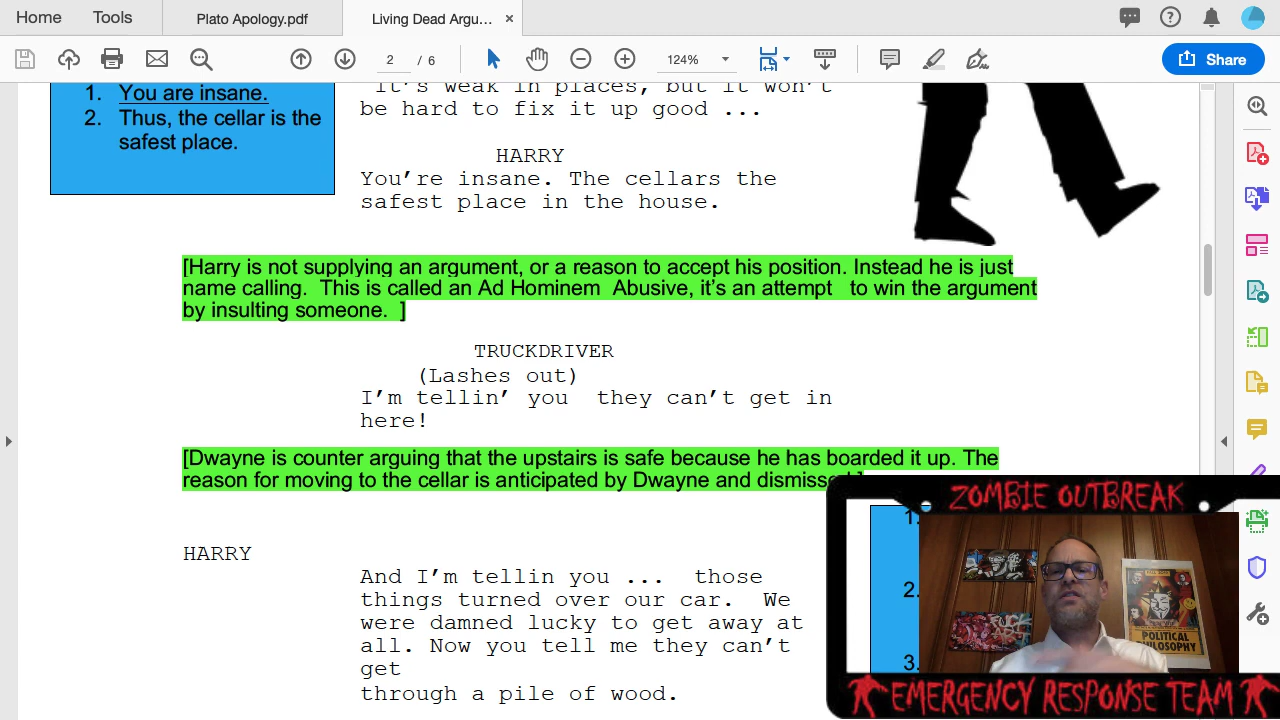 Home Tools Plato Apology.pdf Living Dead Argu... ×
2 / 6 124% Share
1. You are insane.
2. Thus, the cellar is the
safest place.
It's weak in places, but it won't
be hard to fix it up good ...
HARRY
You're insane. The cellars the
safest place in the house.
[Harry is not supplying an argument, or a reason to accept his position. Instead he is just
name calling. This is called an Ad Hominem Abusive, it's an attempt to win the argument
by insulting someone. ]
TRUCKDRIVER
(Lashes out)
I'm tellin' you they can't get in
here!
[Dwayne is counter arguing that the upstairs is safe because he has boarded it up. The
reason for moving to the cellar is anticipated by Dwayne and dismissed.]
HARRY
And I'm tellin you ... those
things turned over our car. We
were damned lucky to get away at
all. Now you tell me they can't
get
through a pile of wood.
1.
2.
3.
ZOMBIE OUTBREAK
FUCK
POLITICAL
PHILOSOPHY
EMERGENCY RESPONSE TEAM